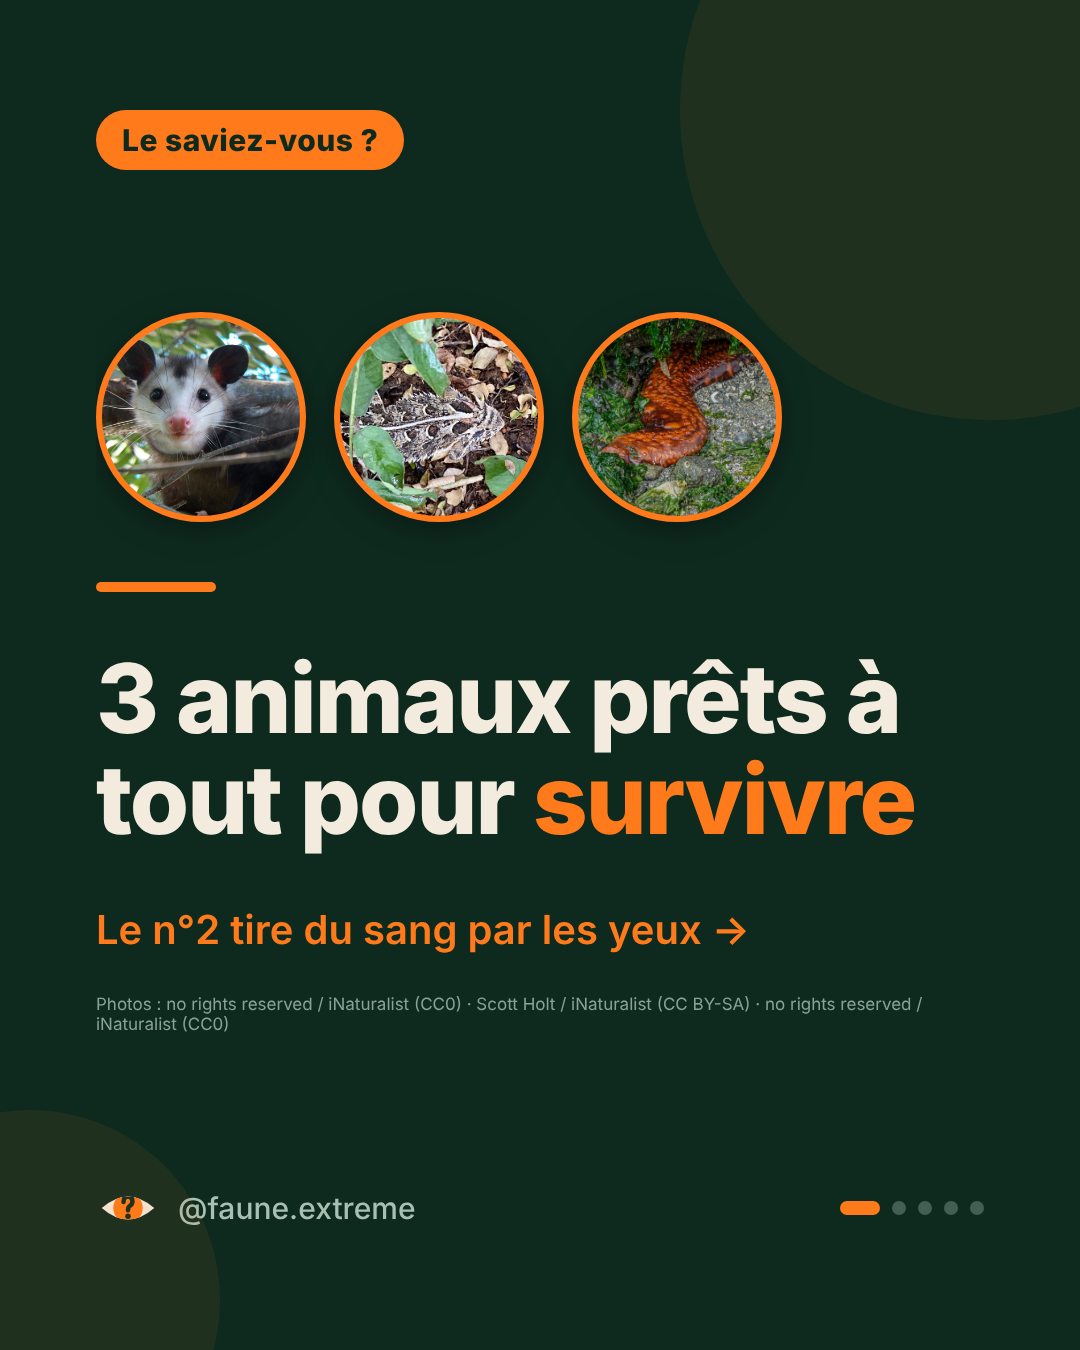 Le saviez-vous ?
3 animaux prêts à
tout pour survivre
Le n°2 tire du sang par les yeux →
Photos : no rights reserved / iNaturalist (CC0) · Scott Holt / iNaturalist (CC BY-SA) · no rights reserved /
iNaturalist (CC0)
?
@faune.extreme